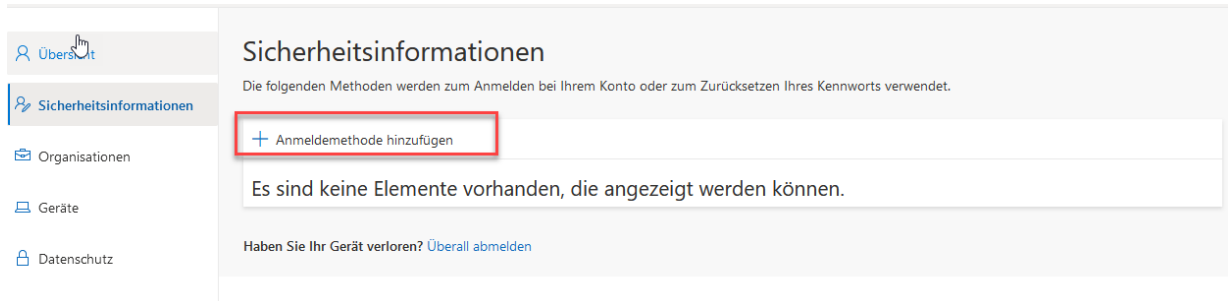 Übersicht
Sicherheitsinformationen
Organisationen
Geräte
Datenschutz
Sicherheitsinformationen
Die folgenden Methoden werden zum Anmelden bei Ihrem Konto oder zum Zurücksetzen Ihres Kennworts verwendet.
+ Anmeldemethode hinzufügen
Es sind keine Elemente vorhanden, die angezeigt werden können.
Haben Sie Ihr Gerät verloren? Überall abmelden